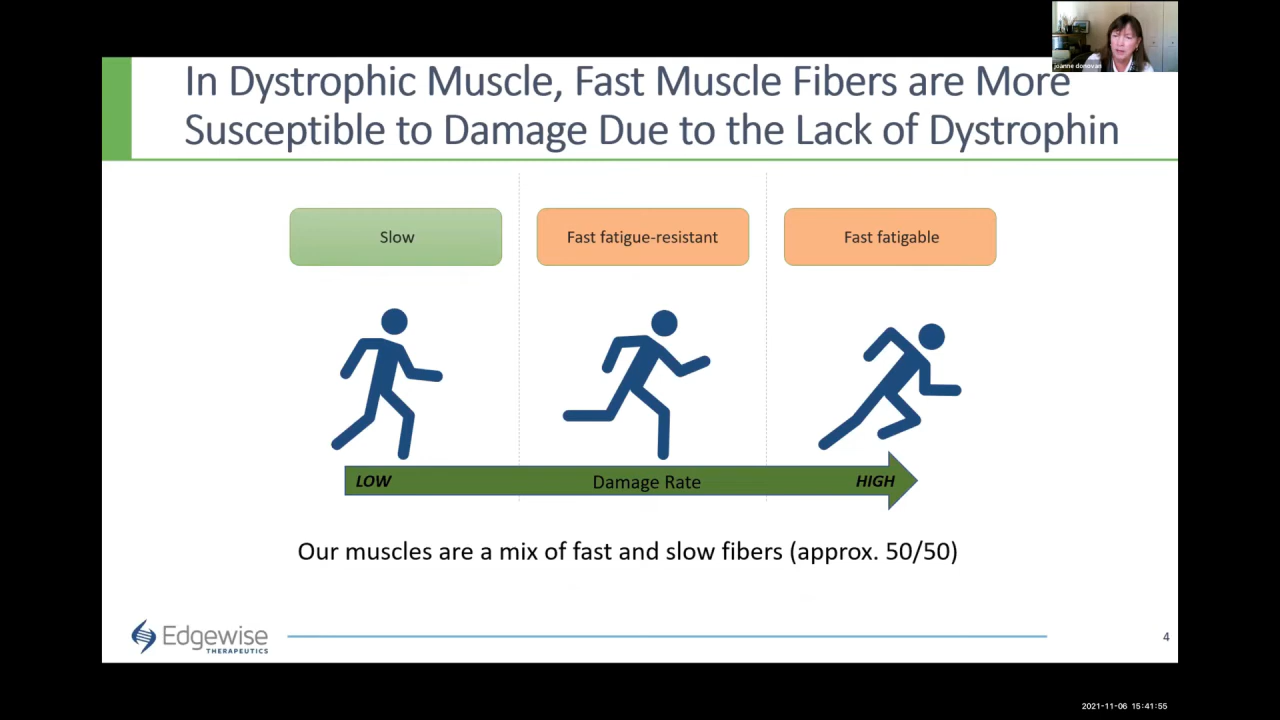 joanne donovan
In Dystrophic Muscle, Fast Muscle Fibers are More
Susceptible to Damage Due to the Lack of Dystrophin
Slow
Fast fatigue-resistant
Fast fatigable
LOW
Damage Rate
HIGH
Our muscles are a mix of fast and slow fibers (approx. 50/50)
Edgewise
THERAPEUTICS
4
2021-11-06 15:41:55